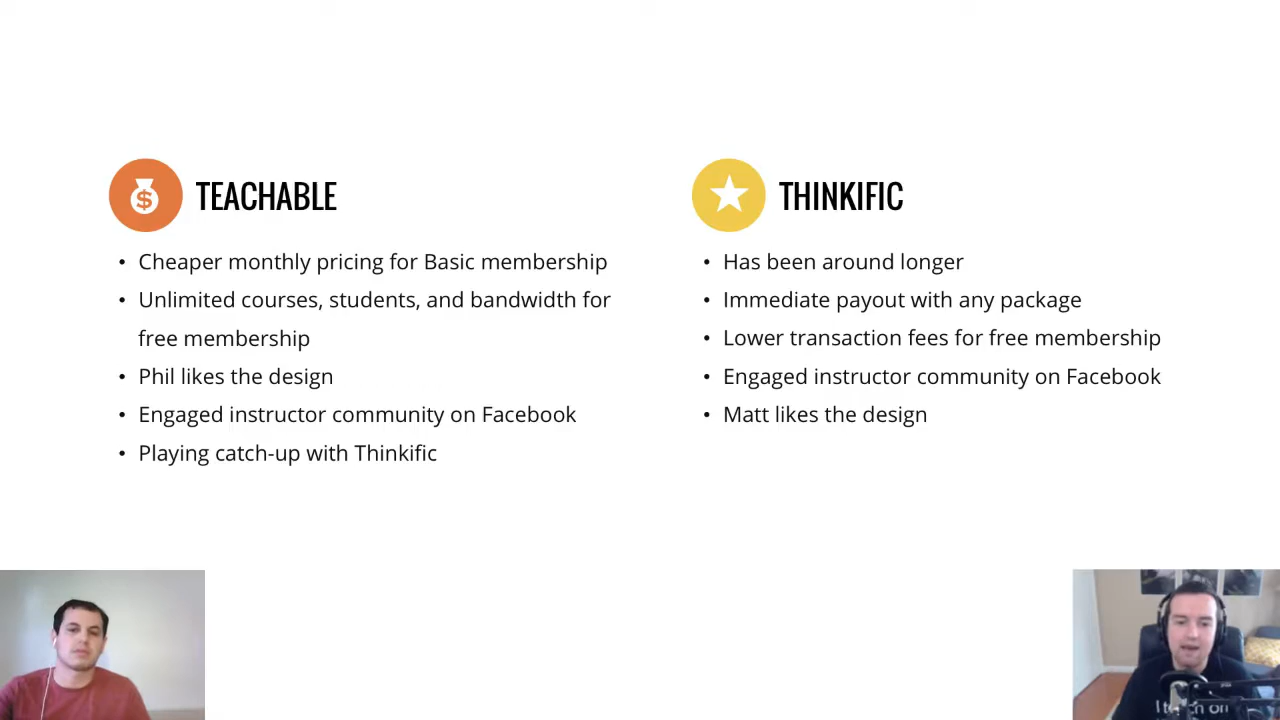 TEACHABLE
• Cheaper monthly pricing for Basic membership
• Unlimited courses, students, and bandwidth for
free membership
• Phil likes the design
• Engaged instructor community on Facebook
• Playing catch-up with Thinkific
THINKIFIC
• Has been around longer
• Immediate payout with any package
• Lower transaction fees for free membership
• Engaged instructor community on Facebook
• Matt likes the design
$
on